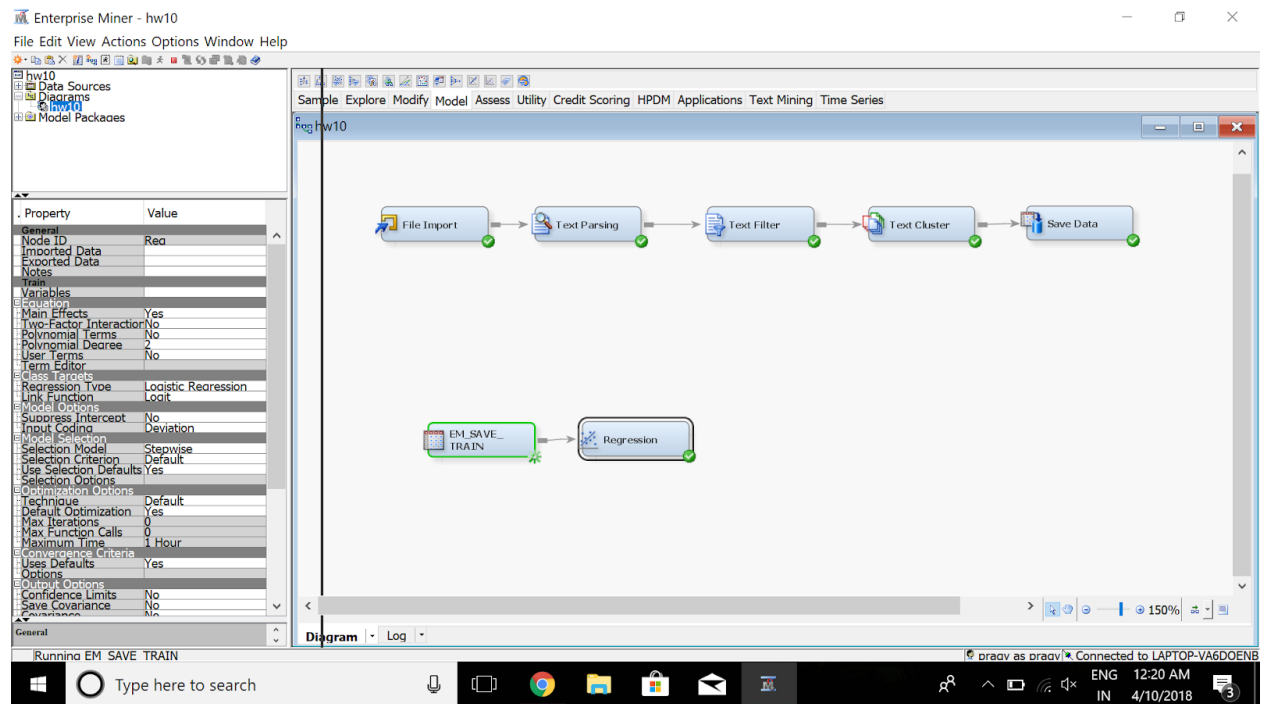 Enterprise Miner - hw10
File Edit View Actions Options Window Help
hw10
Data Sources
Diagrams
hw10
Model Packages
Property Value
General
Node ID Reg
Imported Data
Exported Data
Notes
Train
Variables
Equation
Main Effects Yes
Two-Factor Interaction No
Polynomial Terms No
Polynomial Degree 2
User Terms No
Term Editor
Class Targets
Regression Type Logistic Regression
Link Function Logit
Model Options
Suppress Intercept No
Input Coding Deviation
Model Selection
Selection Model Stepwise
Selection Criterion Default
Use Selection Defaults Yes
Selection Options
Optimization Options
Technique Default
Default Optimization Yes
Max Iterations 0
Max Function Calls 0
Maximum Time 1 Hour
Convergence Criteria
Uses Defaults Yes
Options
Output Options
Confidence Limits No
Save Covariance No
Covariance No
General
Sample Explore Modify Model Assess Utility Credit Scoring HPDM Applications Text Mining Time Series
hw10
File Import
Text Parsing
Text Filter
Text Cluster
Save Data
EM_SAVE_
TRAIN
Regression
150%
Diagram Log
Running EM_SAVE_TRAIN
pragy as pragy Connected to LAPTOP-VA6DOENB
Type here to search
ENG
IN
12:20 AM
4/10/2018
3